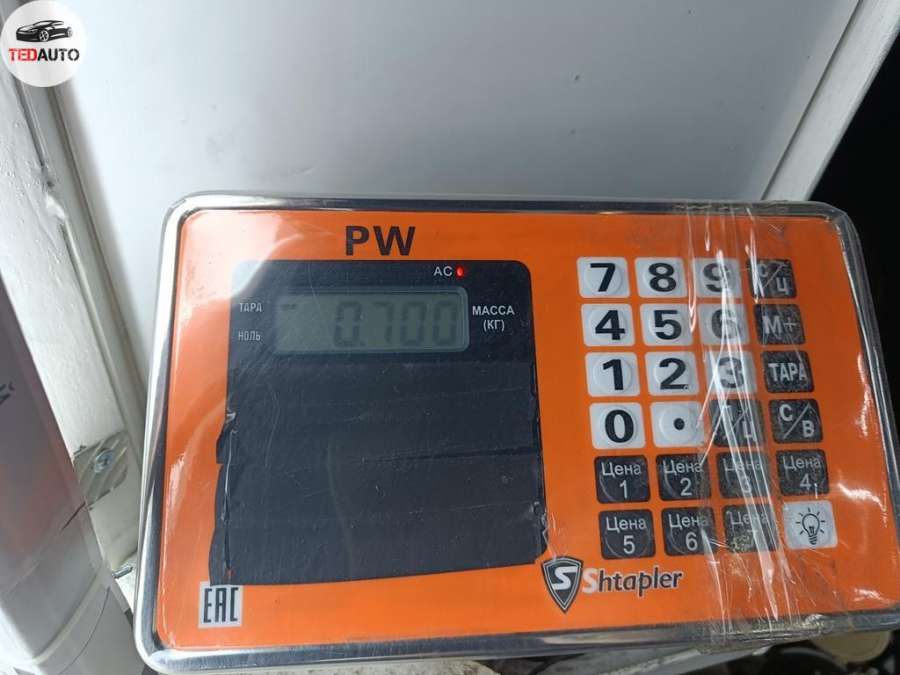 TEDAUTO
PW
AC
ТАРА
НОЛЬ
- 0.700
МАССА
(КГ)
7 8 9
4 5 6 М+
1 2 3 ТАРА
0 . С/В
Цена 1 Цена 2 Цена 3 Цена 4
Цена 5 Цена 6 Цена
Shtapler
EAC